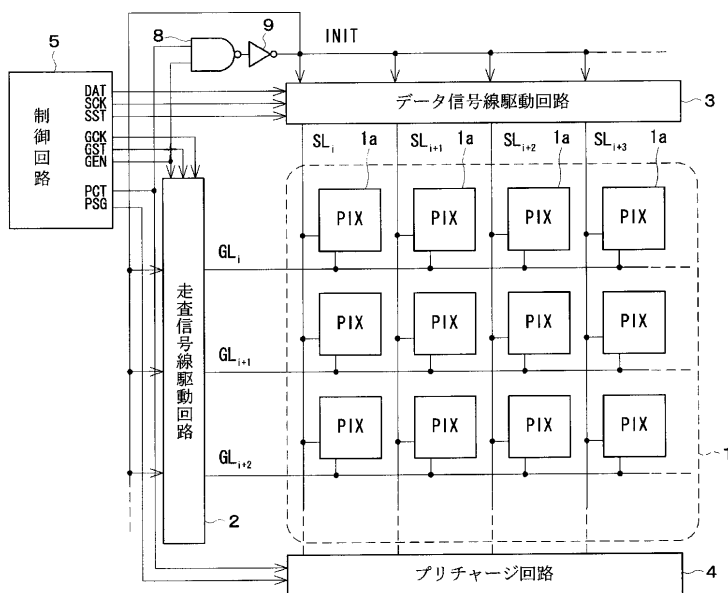 8
9
INIT
5
制御回路
DAT
SCK
SST
GCK
GST
GEN
PCT
PSG
データ信号線駆動回路
3
SLi
1a
SLi+1
1a
SLi+2
1a
SLi+3
1a
PIX
PIX
PIX
PIX
GLi
走査信号線駆動回路
PIX
PIX
PIX
PIX
GLi+1
PIX
PIX
PIX
PIX
GLi+2
1
2
プリチャージ回路
4